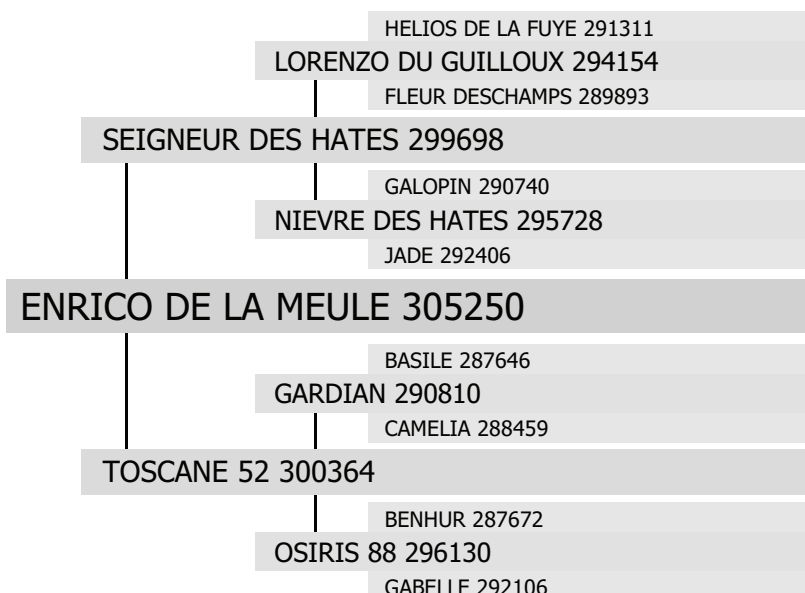 HELIOS DE LA FUYE 291311
LORENZO DU GUILLOUX 294154
FLEUR DESCHAMPS 289893
SEIGNEUR DES HATES 299698
GALOPIN 290740
NIEVRE DES HATES 295728
JADE 292406
ENRICO DE LA MEULE 305250
BASILE 287646
GARDIAN 290810
CAMELIA 288459
TOSCANE 52 300364
BENHUR 287672
OSIRIS 88 296130
GABELLE 292106